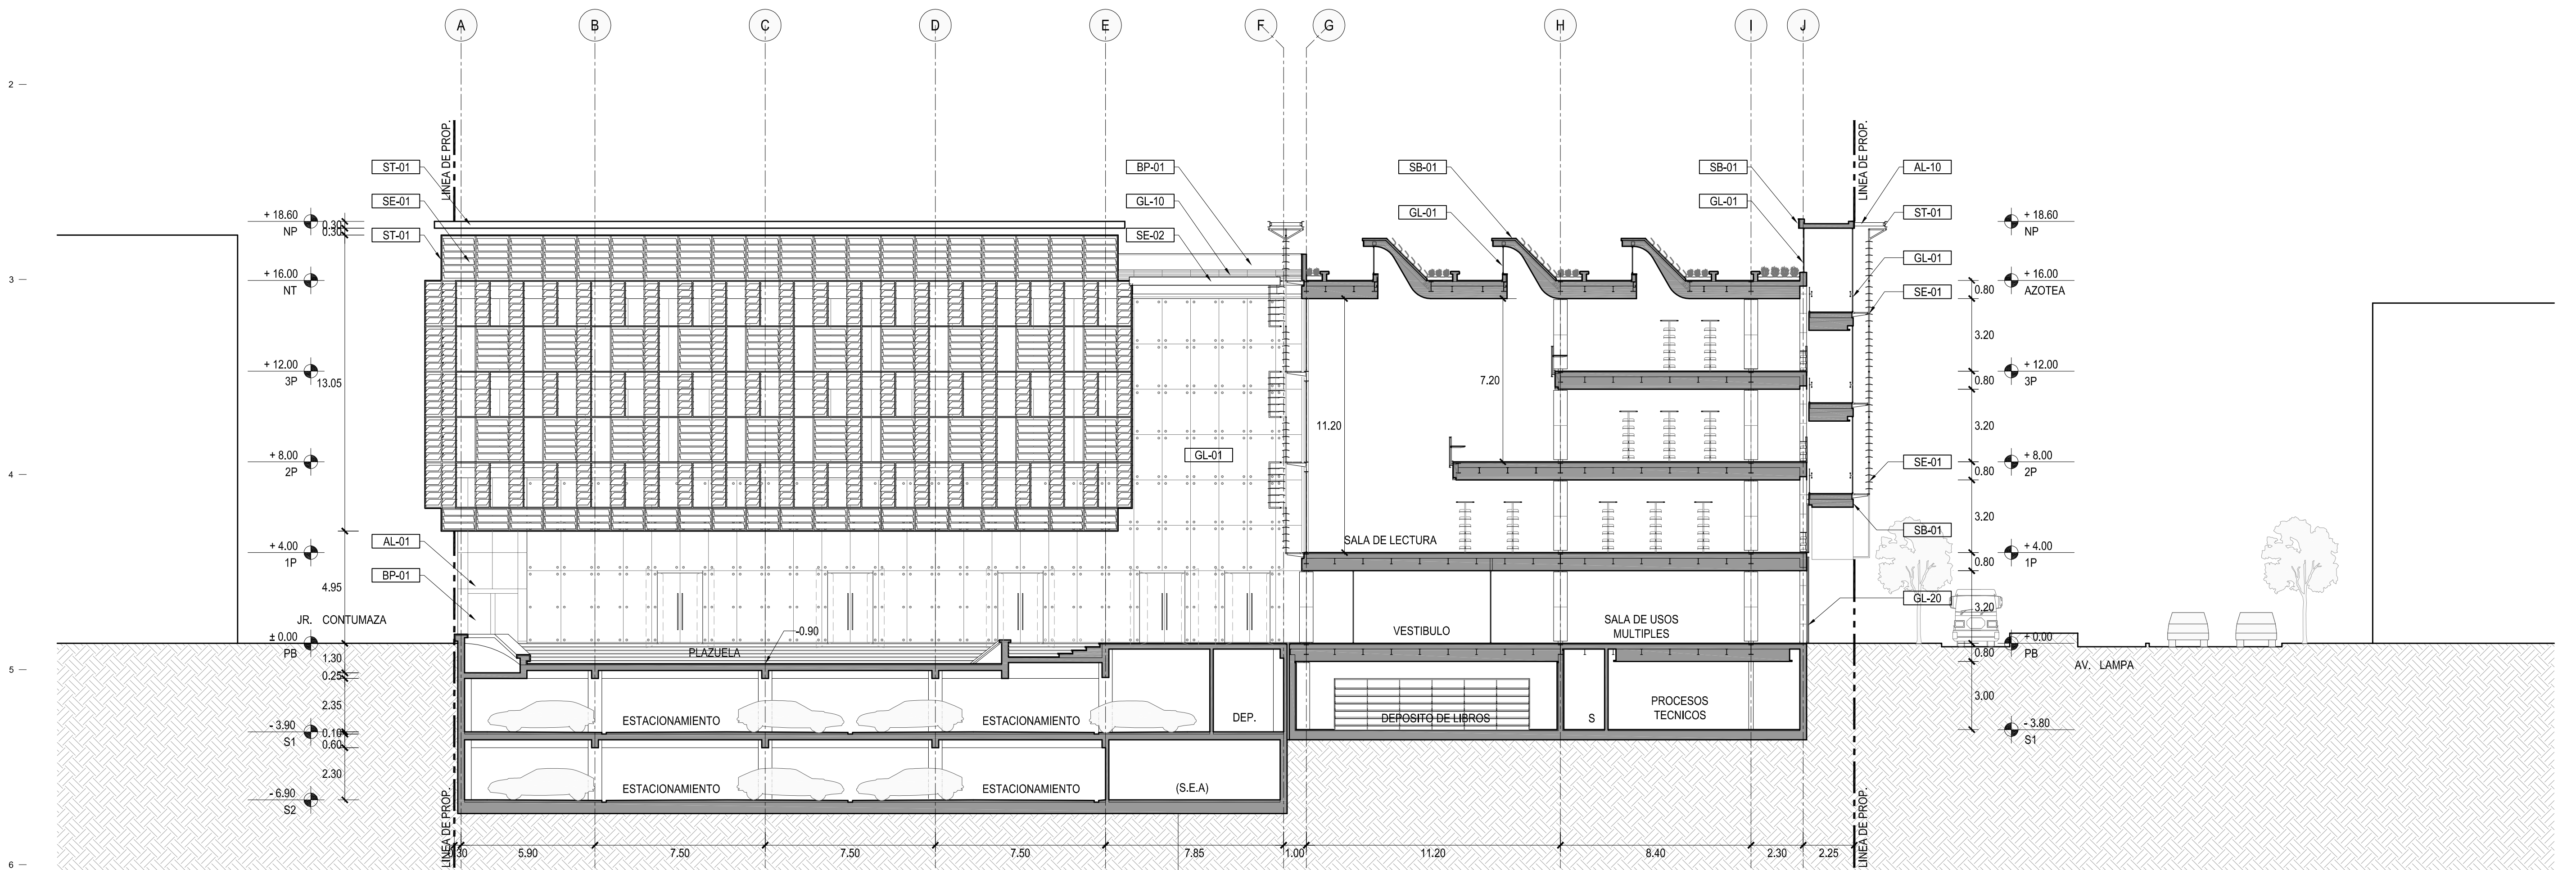 A
B
C
D
E
F
G
H
I
J
2
3
4
5
6
LINEA DE PROP.
LINEA DE PROP.
ST-01
SE-01
ST-01
BP-01
GL-10
SE-02
SB-01
GL-01
SB-01
GL-01
AL-10
ST-01
GL-01
SE-01
SE-01
SB-01
GL-20
GL-01
AL-01
BP-01
+ 18.60
NP
0.30
0.30
+ 16.00
NT
+ 12.00
3P
13.05
+ 8.00
2P
+ 4.00
1P
4.95
JR. CONTUMAZA
± 0.00
PB
1.30
0.25
2.35
- 3.90
S1
0.10
0.60
2.30
- 6.90
S2
+ 18.60
NP
+ 16.00
AZOTEA
0.80
3.20
+ 12.00
3P
0.80
3.20
+ 8.00
2P
0.80
3.20
+ 4.00
1P
0.80
3.20
+ 0.00
PB
0.80
3.00
- 3.80
S1
AV. LAMPA
7.20
11.20
SALA DE LECTURA
VESTIBULO
SALA DE USOS
MULTIPLES
-0.90
PLAZUELA
ESTACIONAMIENTO
ESTACIONAMIENTO
DEP.
DEPOSITO DE LIBROS
S
PROCESOS
TECNICOS
ESTACIONAMIENTO
ESTACIONAMIENTO
(S.E.A)
LINEA DE PROP.
LINEA DE PROP.
0.30
5.90
7.50
7.50
7.50
7.85
1.00
11.20
8.40
2.30
2.25